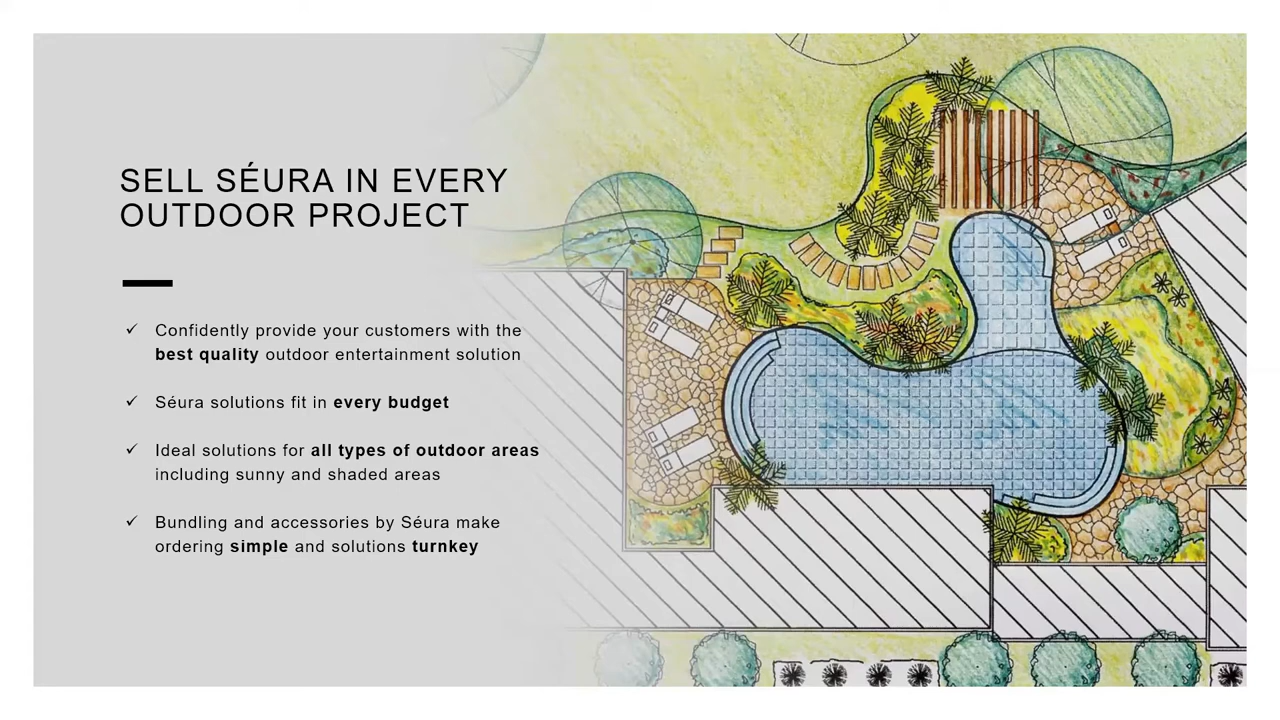 SELL SÉURA IN EVERY
OUTDOOR PROJECT
✓ Confidently provide your customers with the
best quality outdoor entertainment solution
✓ Séura solutions fit in every budget
✓ Ideal solutions for all types of outdoor areas
including sunny and shaded areas
✓ Bundling and accessories by Séura make
ordering simple and solutions turnkey